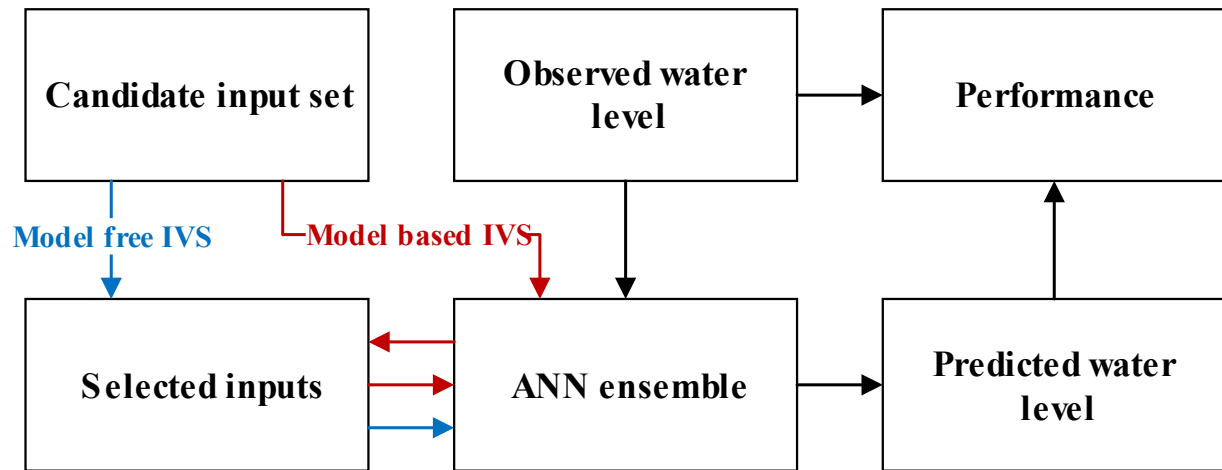 Candidate input set
Observed water
level
Performance
Model free IVS
Model based IVS
Selected inputs
ANN ensemble
Predicted water
level